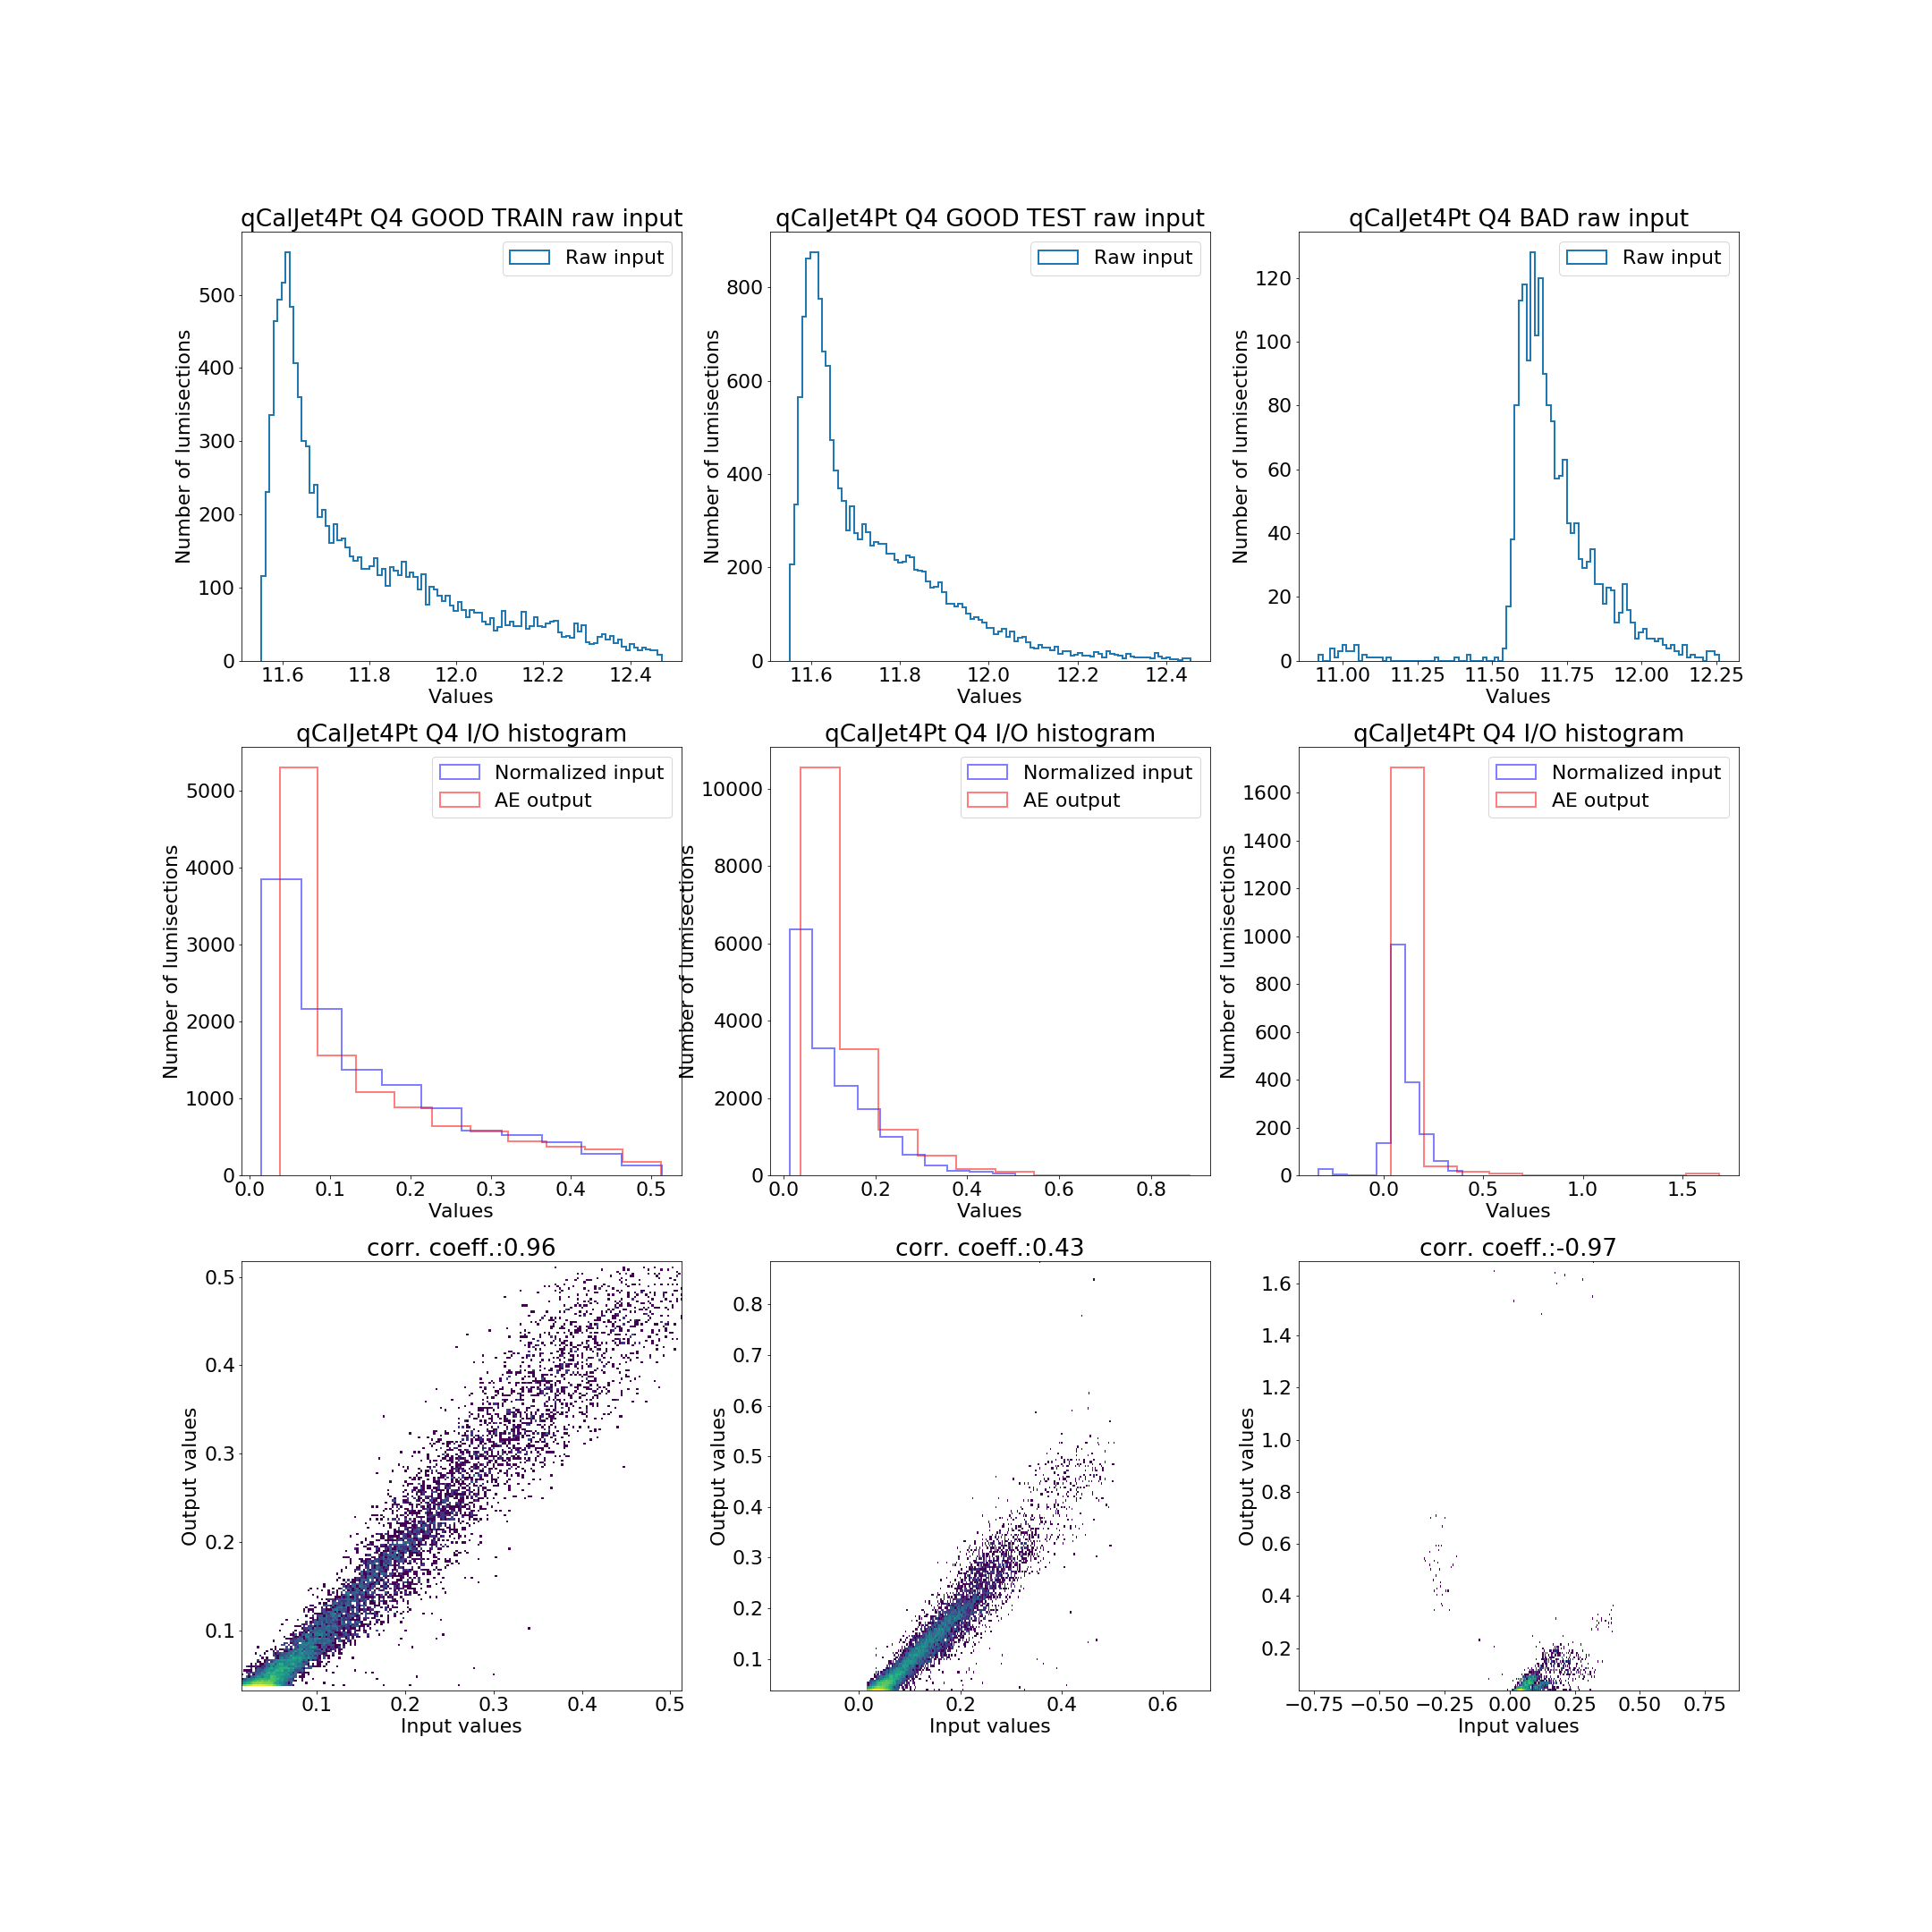 qCalJet4Pt Q4 GOOD TRAIN raw input
qCalJet4Pt Q4 GOOD TEST raw input
qCalJet4Pt Q4 BAD raw input
Raw input
Raw input
Raw input
Number of lumisections
500
400
300
200
100
0
11.6 11.8 12.0 12.2 12.4
Values
Number of lumisections
800
600
400
200
0
11.6 11.8 12.0 12.2 12.4
Values
Number of lumisections
120
100
80
60
40
20
0
11.00 11.25 11.50 11.75 12.00 12.25
Values
qCalJet4Pt Q4 I/O histogram
Normalized input
AE output
Number of lumisections
5000
4000
3000
2000
1000
0
0.0 0.1 0.2 0.3 0.4 0.5
Values
qCalJet4Pt Q4 I/O histogram
Normalized input
AE output
Number of lumisections
10000
8000
6000
4000
2000
0
0.0 0.2 0.4 0.6 0.8
Values
qCalJet4Pt Q4 I/O histogram
Normalized input
AE output
Number of lumisections
1600
1400
1200
1000
800
600
400
200
0
0.0 0.5 1.0 1.5
Values
corr. coeff.:0.96
Output values
0.5
0.4
0.3
0.2
0.1
0.1 0.2 0.3 0.4 0.5
Input values
corr. coeff.:0.43
Output values
0.8
0.7
0.6
0.5
0.4
0.3
0.2
0.1
0.0 0.2 0.4 0.6
Input values
corr. coeff.:-0.97
Output values
1.6
1.4
1.2
1.0
0.8
0.6
0.4
0.2
−0.75 −0.50 −0.25 0.00 0.25 0.50 0.75
Input values